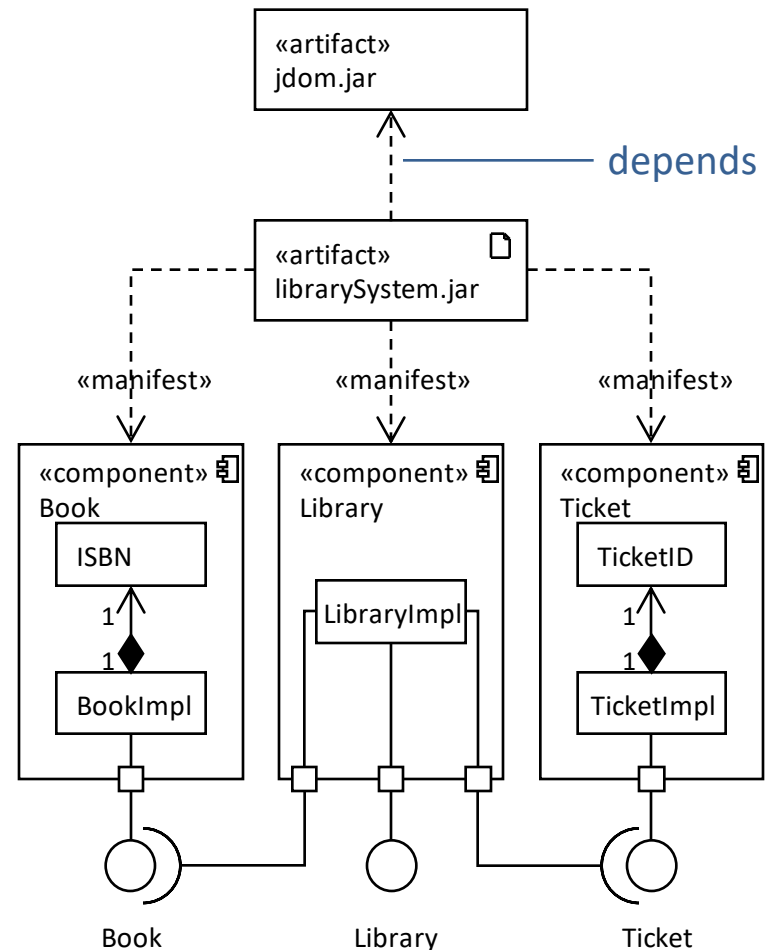 «artifact»
jdom.jar
depends
«artifact»
librarySystem.jar
«manifest»
«manifest»
«manifest»
«component»
Book
ISBN
1
1
BookImpl
«component»
Library
LibraryImpl
«component»
Ticket
TicketID
1
1
TicketImpl
Book
Library
Ticket